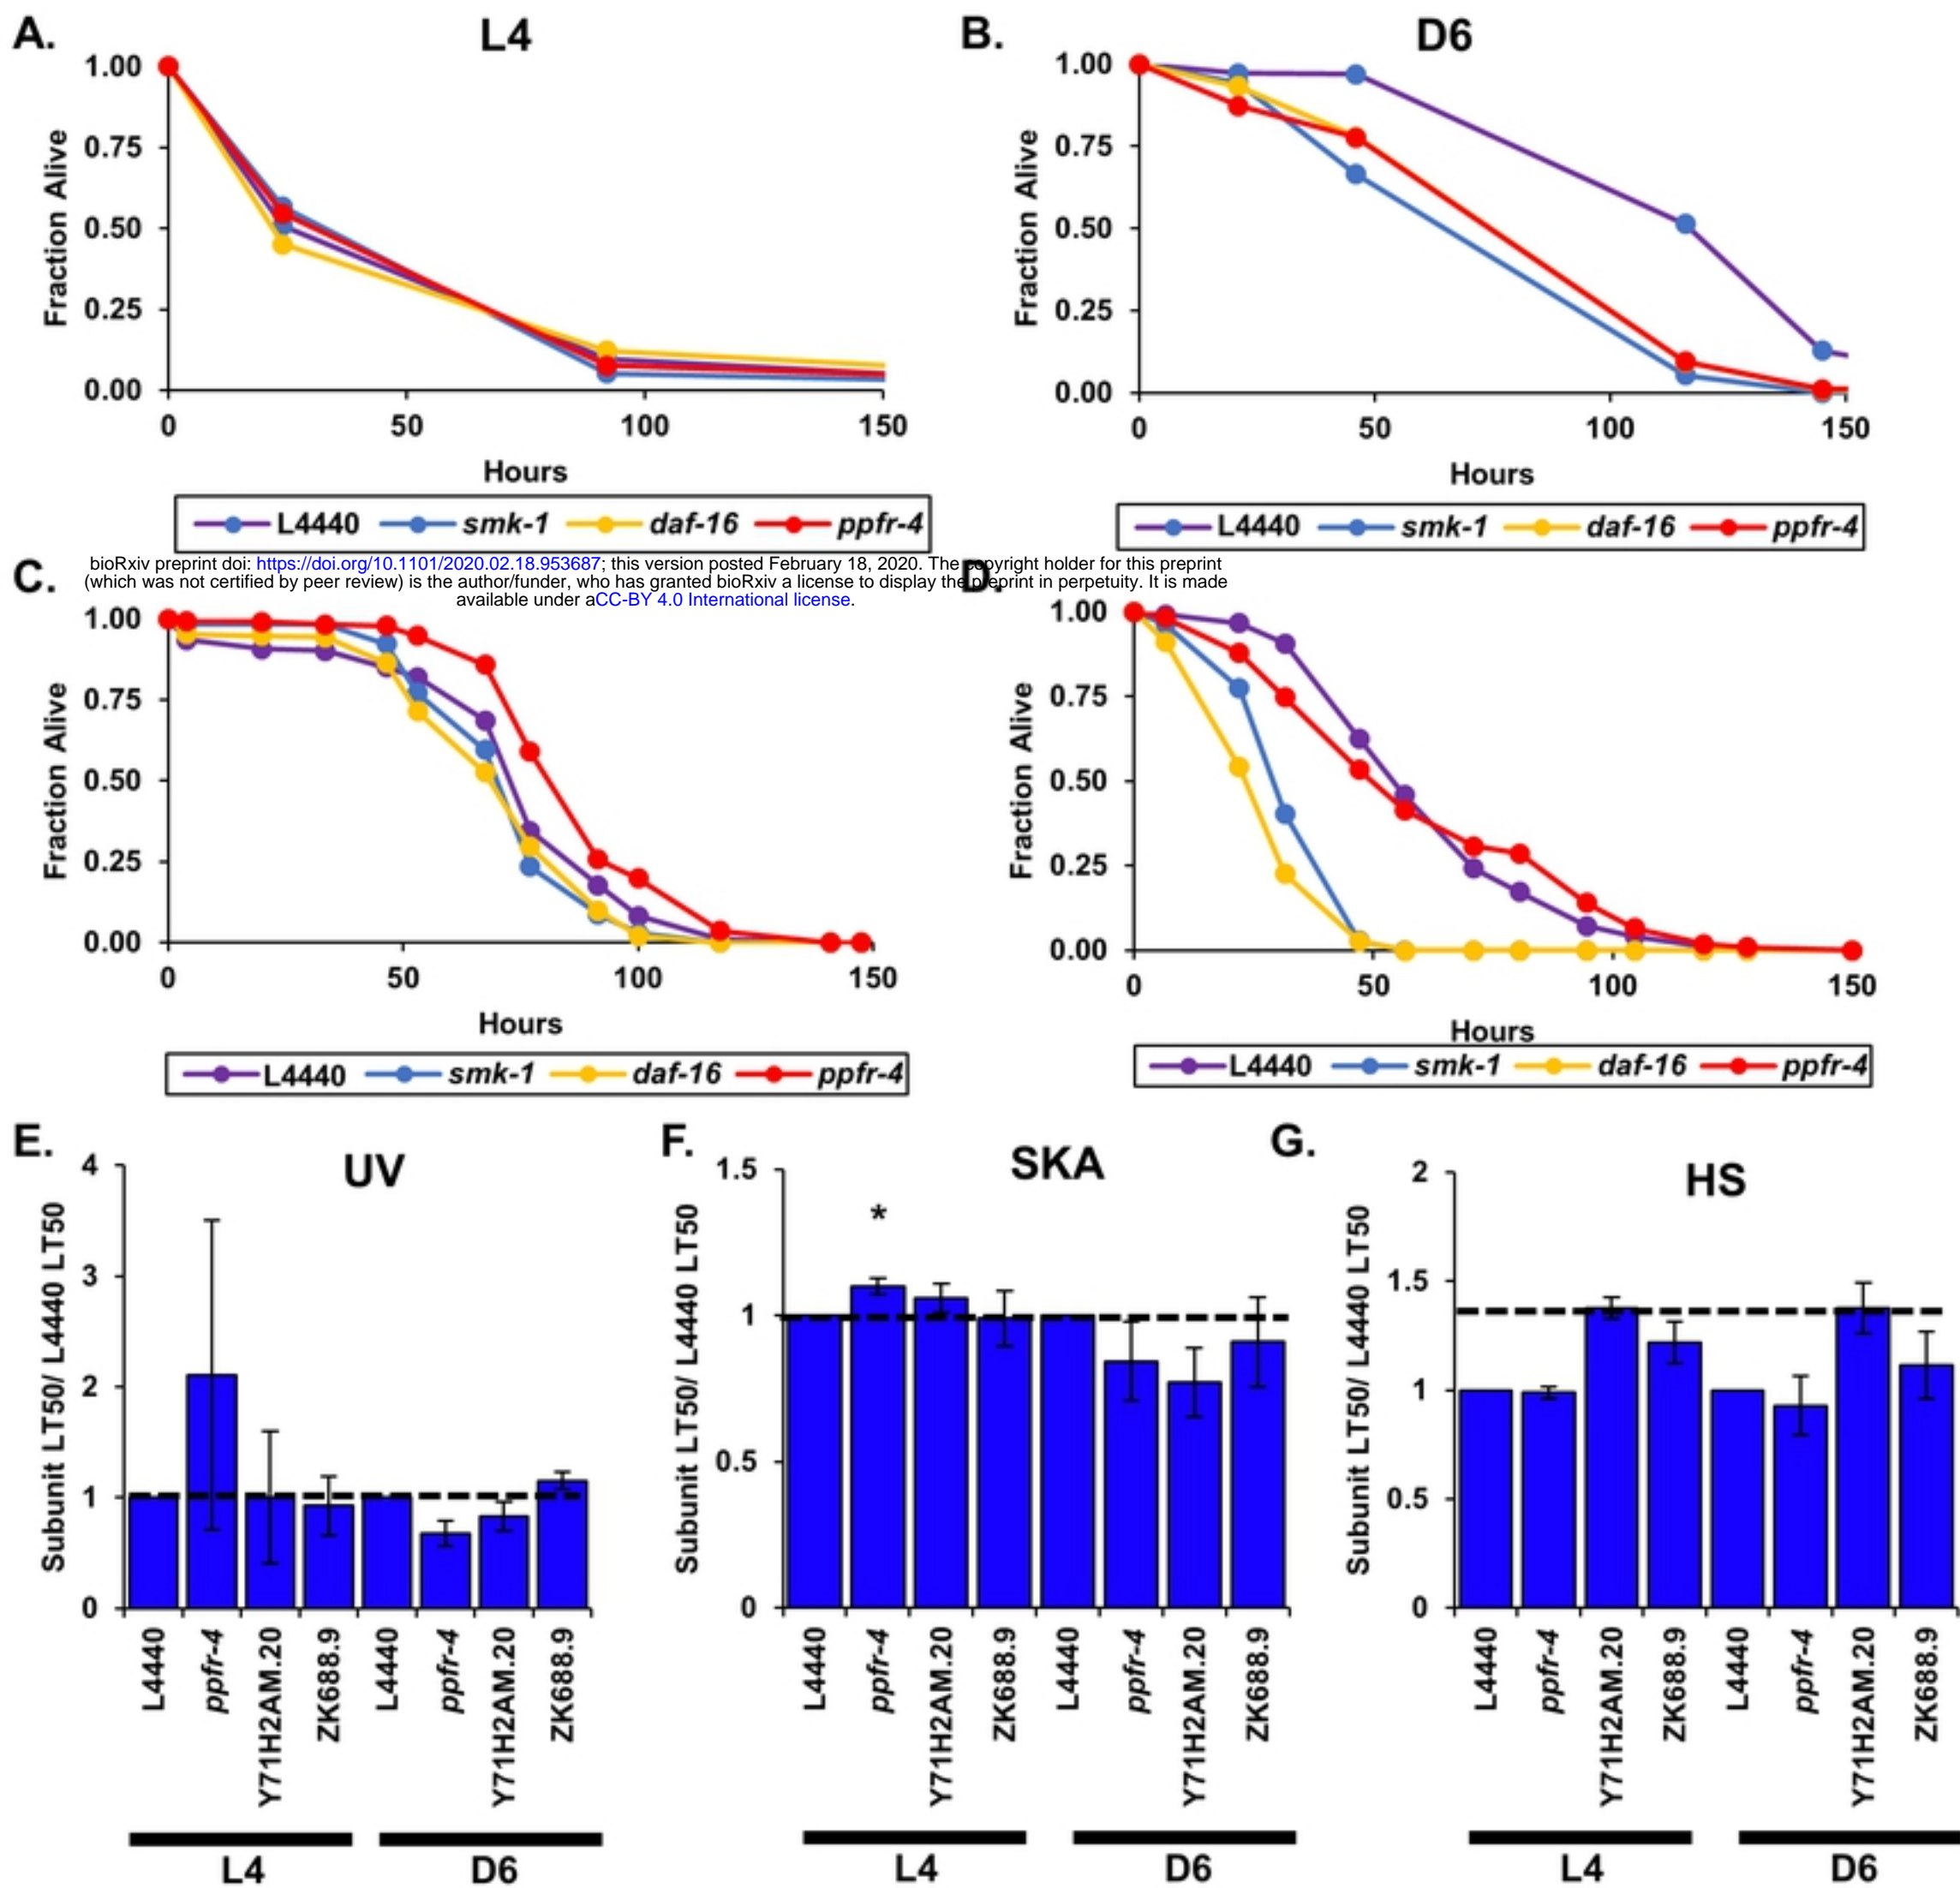 A. L4
1.00
0.75
0.50
0.25
0.00
Fraction Alive
0 50 100 150
Hours
L4440 smk-1 daf-16 ppfr-4
B. D6
1.00
0.75
0.50
0.25
0.00
Fraction Alive
0 50 100 150
Hours
L4440 smk-1 daf-16 ppfr-4
bioRxiv preprint doi: https://doi.org/10.1101/2020.02.18.953687; this version posted February 18, 2020. The copyright holder for this preprint
(which was not certified by peer review) is the author/funder, who has granted bioRxiv a license to display the preprint in perpetuity. It is made
available under aCC-BY 4.0 International license.
C.
1.00
0.75
0.50
0.25
0.00
Fraction Alive
0 50 100 150
Hours
L4440 smk-1 daf-16 ppfr-4
D.
1.00
0.75
0.50
0.25
0.00
Fraction Alive
0 50 100 150
Hours
L4440 smk-1 daf-16 ppfr-4
E. UV
4
3
2
1
0
Subunit LT50/ L4440 LT50
L4440
ppfr-4
Y71H2AM.20
ZK688.9
L4440
ppfr-4
Y71H2AM.20
ZK688.9
L4 D6
F. SKA
1.5
1
0.5
0
*
Subunit LT50/ L4440 LT50
L4440
ppfr-4
Y71H2AM.20
ZK688.9
L4440
ppfr-4
Y71H2AM.20
ZK688.9
L4 D6
G. HS
2
1.5
1
0.5
0
Subunit LT50/ L4440 LT50
L4440
ppfr-4
Y71H2AM.20
ZK688.9
L4440
ppfr-4
Y71H2AM.20
ZK688.9
L4 D6